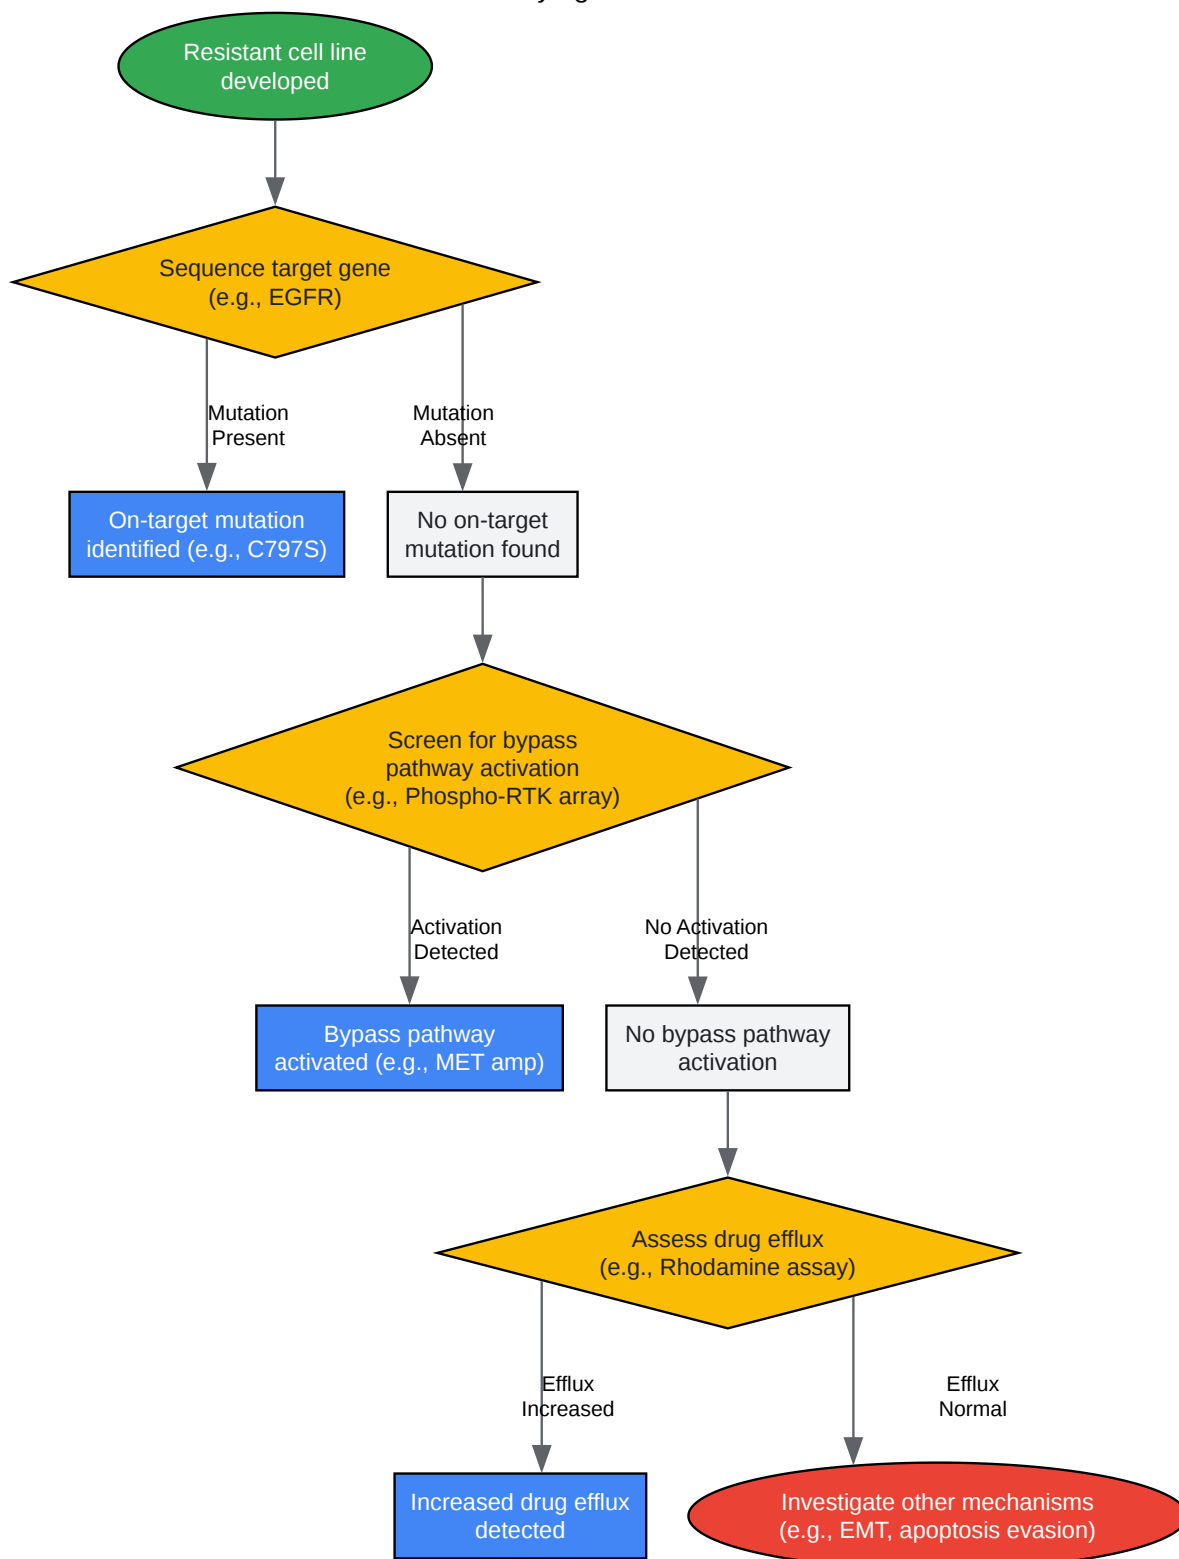 Resistant cell line
developed
Sequence target gene
(e.g., EGFR)
Mutation
Present
Mutation
Absent
On-target mutation
identified (e.g., C797S)
No on-target
mutation found
Screen for bypass
pathway activation
(e.g., Phospho-RTK array)
Activation
Detected
No Activation
Detected
Bypass pathway
activated (e.g., MET amp)
No bypass pathway
activation
Assess drug efflux
(e.g., Rhodamine assay)
Efflux
Increased
Efflux
Normal
Increased drug efflux
detected
Investigate other mechanisms
(e.g., EMT, apoptosis evasion)